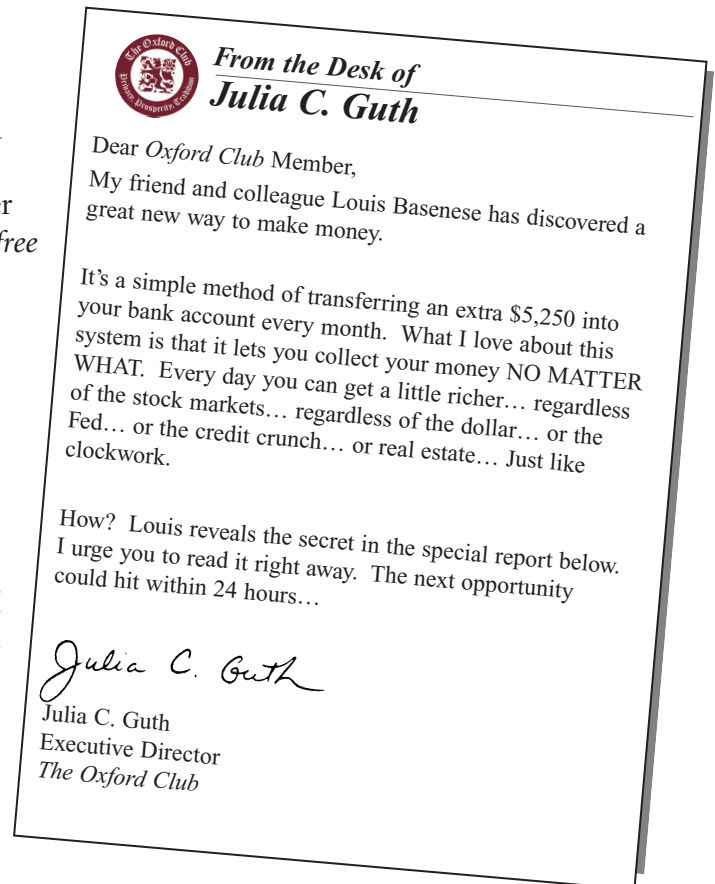 The Oxford Club
Privacy, Prosperity, Tradition
From the Desk of
Julia C. Guth
Dear Oxford Club Member,
My friend and colleague Louis Basenese has discovered a
great new way to make money.
It's a simple method of transferring an extra $5,250 into
your bank account every month.  What I love about this
system is that it lets you collect your money NO MATTER
WHAT.  Every day you can get a little richer… regardless
of the stock markets… regardless of the dollar… or the
Fed… or the credit crunch… or real estate… Just like
clockwork.
How?  Louis reveals the secret in the special report below.
I urge you to read it right away.  The next opportunity
could hit within 24 hours…
Julia C. Guth
Julia C. Guth
Executive Director
The Oxford Club
free